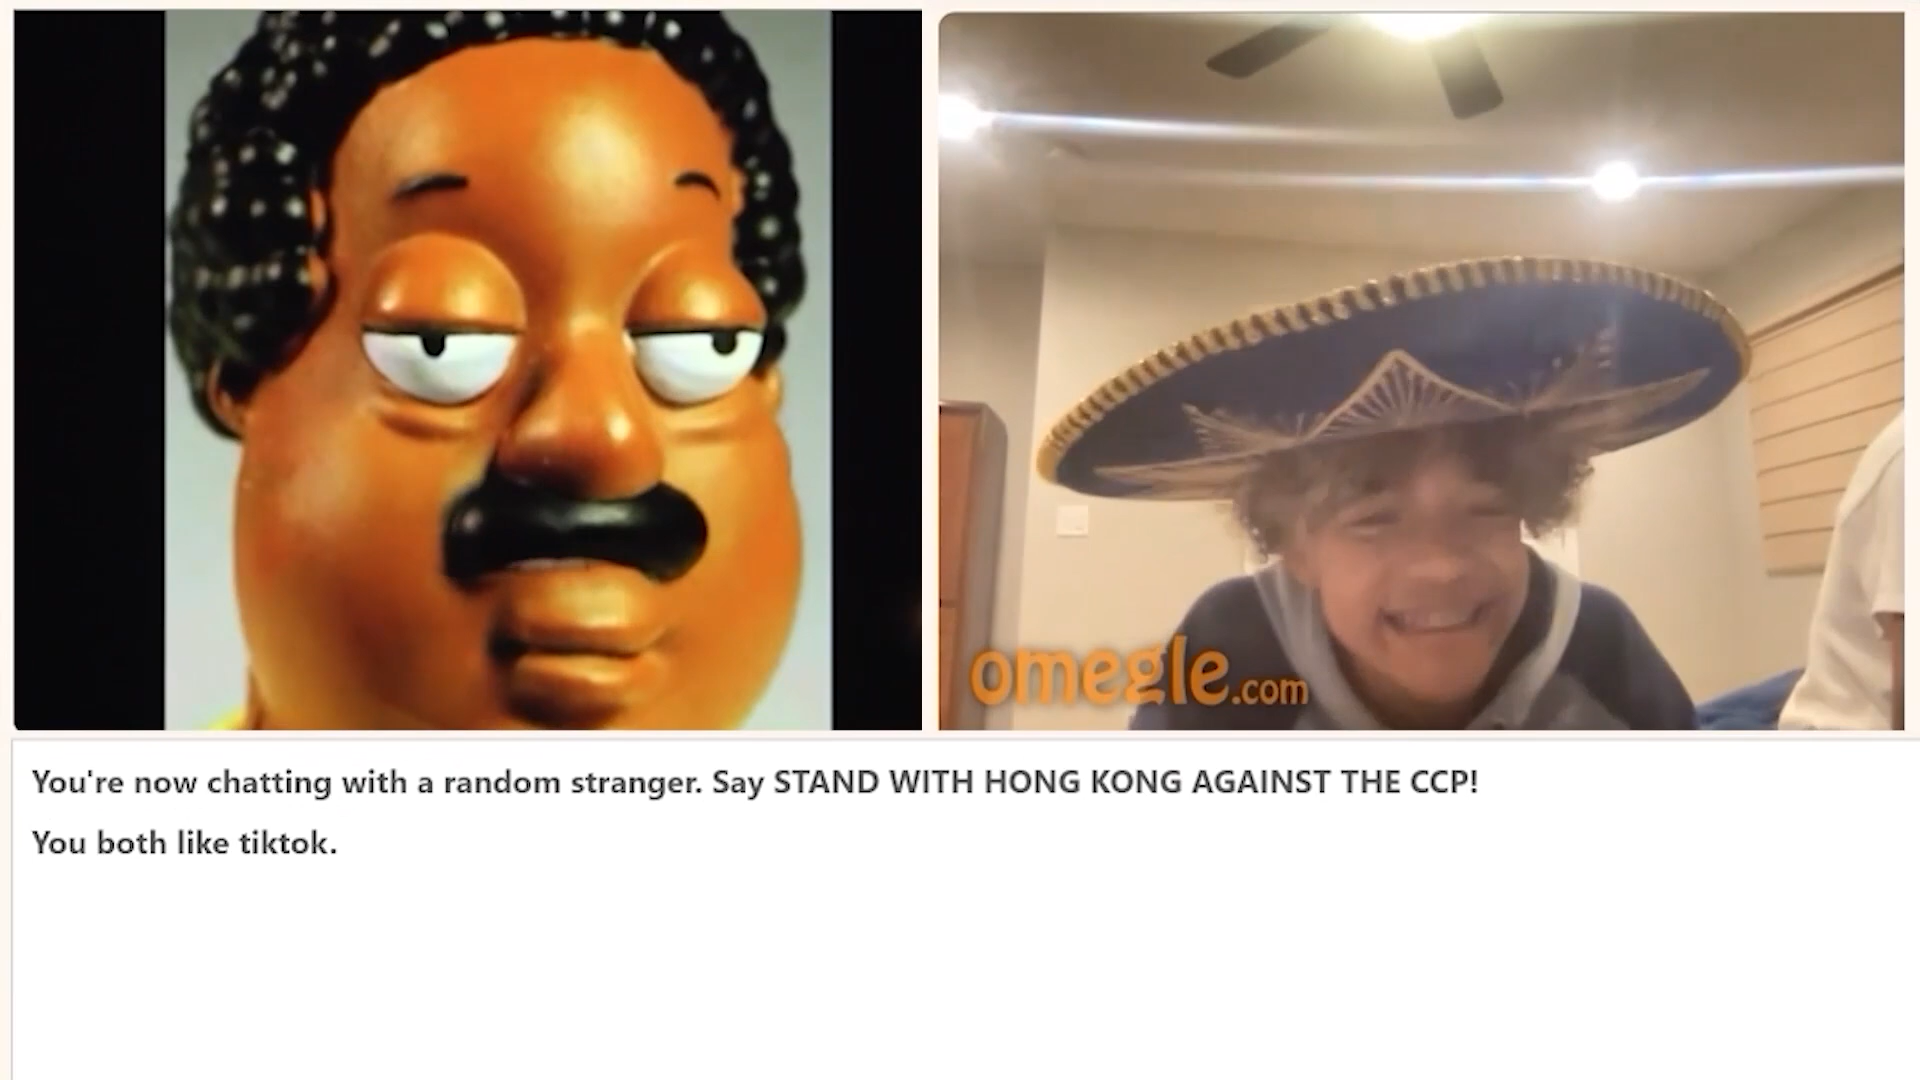 omegle.com
You're now chatting with a random stranger. Say STAND WITH HONG KONG AGAINST THE CCP!
You both like tiktok.